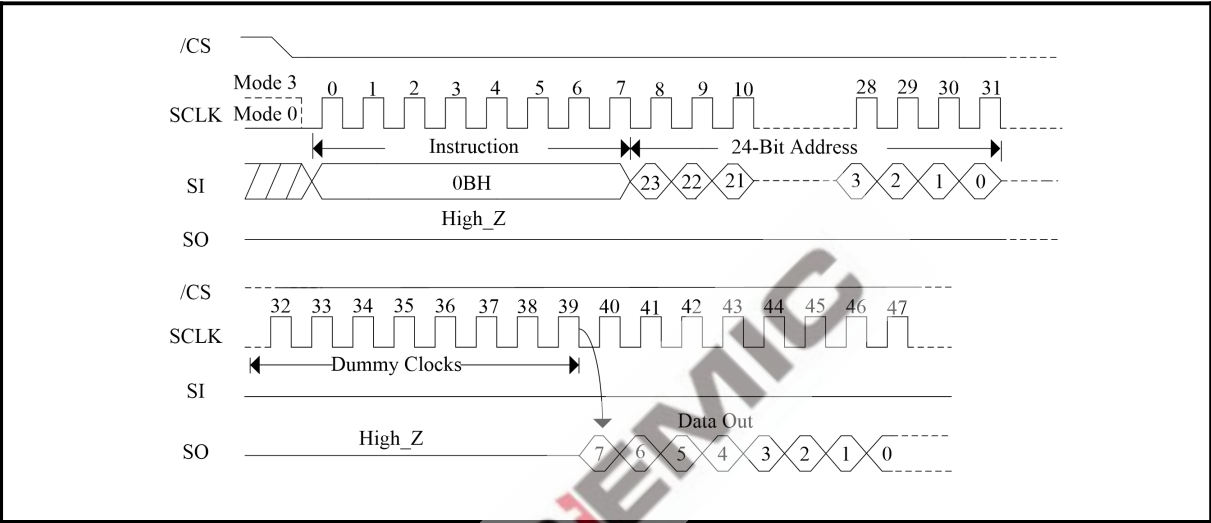 /CS
Mode 3
0 1 2 3 4 5 6 7 8 9 10 28 29 30 31
SCLK Mode 0
Instruction 24-Bit Address
SI 0BH 23 22 21 3 2 1 0
High_Z
SO
/CS
32 33 34 35 36 37 38 39 40 41 42 43 44 45 46 47
SCLK
Dummy Clocks
SI
Data Out
High_Z
SO 7 6 5 4 3 2 1 0